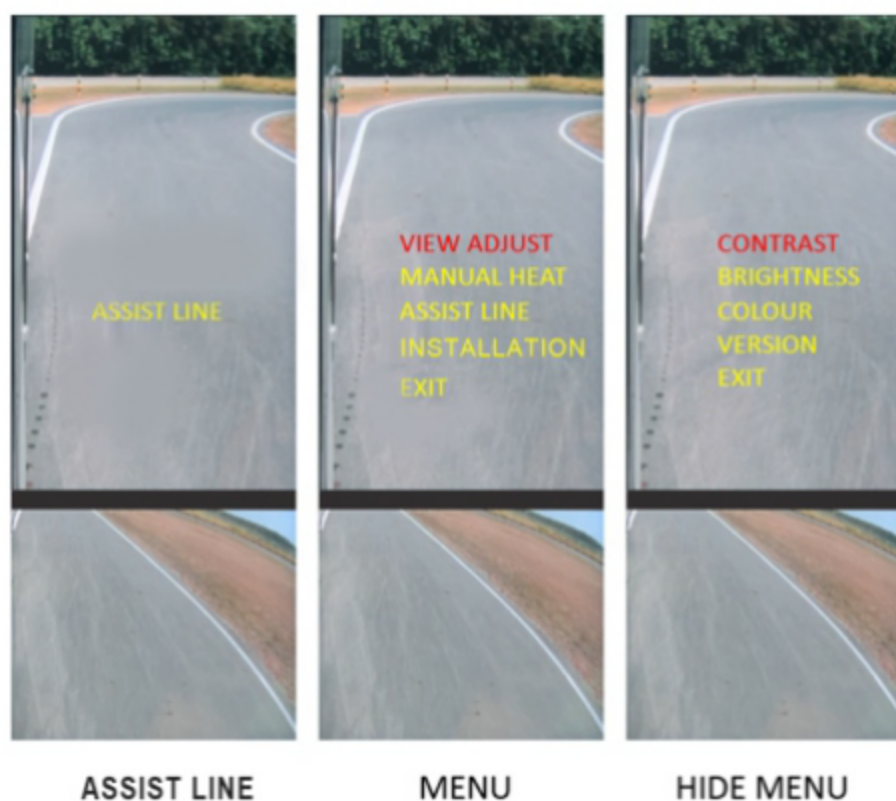 ASSIST LINE
VIEW ADJUST
MANUAL HEAT
ASSIST LINE
INSTALLATION
EXIT
CONTRAST
BRIGHTNESS
COLOUR
VERSION
EXIT
ASSIST LINE
MENU
HIDE MENU